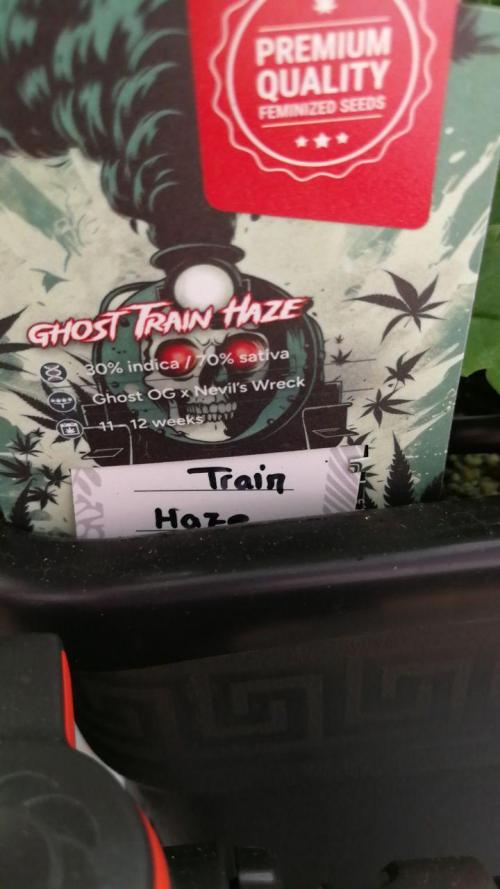 PREMIUM
QUALITY
FEMINIZED SEEDS
GHOST TRAIN HAZE
30% indica / 70% sativa
Ghost OG x Nevil's Wreck
11 - 12 weeks
Train
Haze